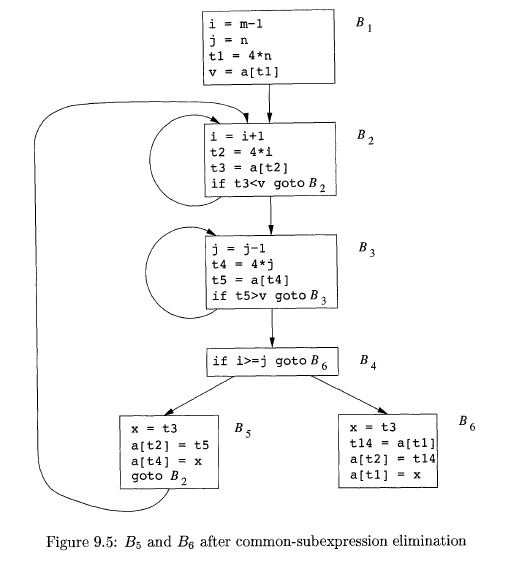 i = m-1
j = n
t1 = 4*n
v = a[t1]
B1
i = i+1
t2 = 4*i
t3 = a[t2]
if t3<v goto B2
B2
j = j-1
t4 = 4*j
t5 = a[t4]
if t5>v goto B3
B3
if i>=j goto B6
B4
x = t3
a[t2] = t5
a[t4] = x
goto B2
B5
x = t3
t14 = a[t1]
a[t2] = t14
a[t1] = x
B6
Figure 9.5: B5 and B6 after common-subexpression elimination